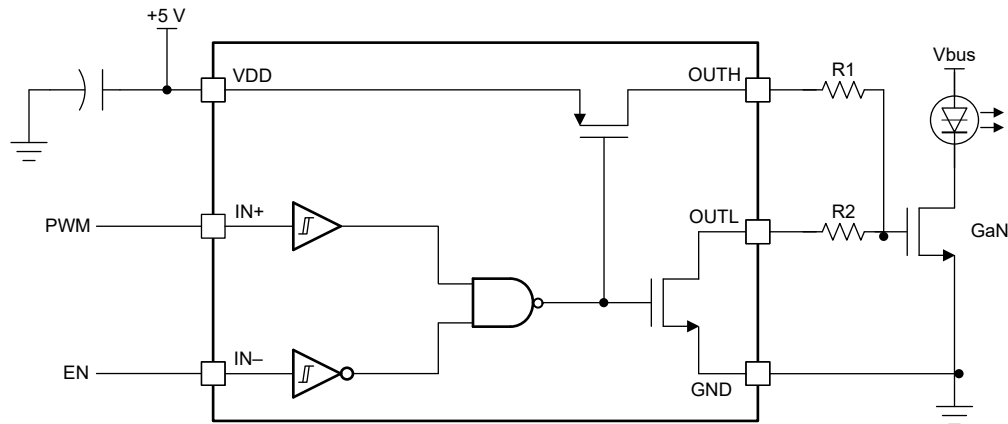 +5 V
VDD
OUTH
R1
Vbus
PWM
IN+
OUTL
R2
GaN
EN
IN–
GND